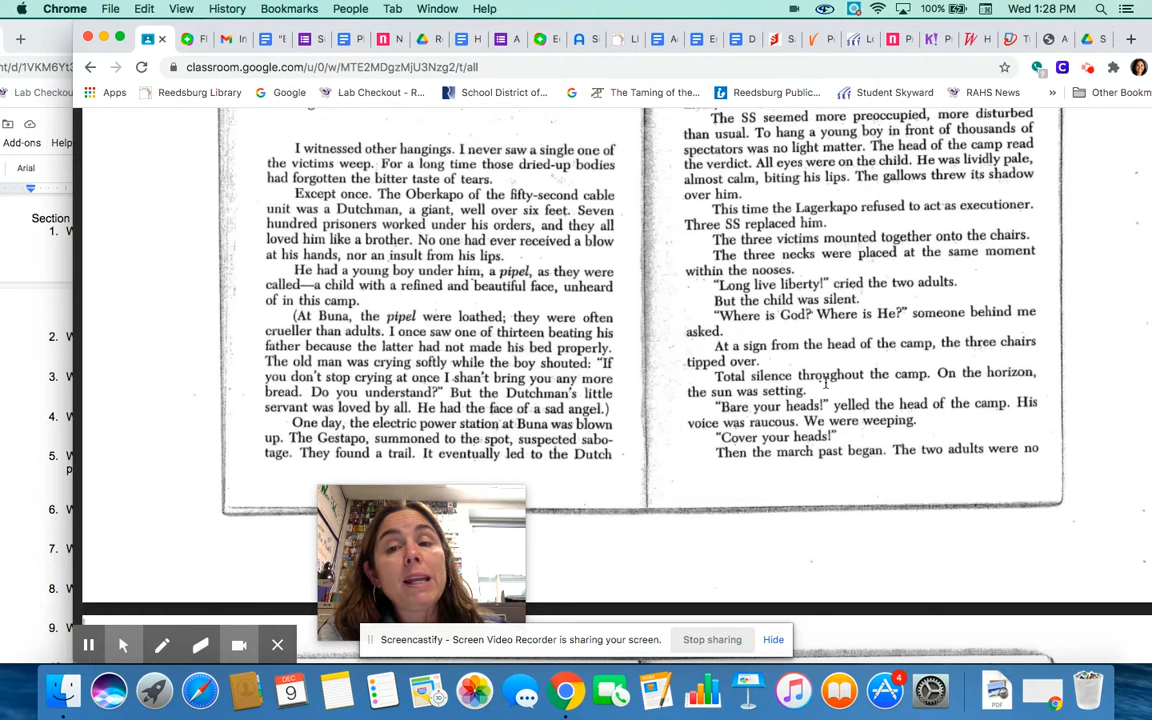 Chrome File Edit View History Bookmarks People Tab Window Help 100% Wed 1:28 PM
classroom.google.com/u/0/w/MTE2MDgzMjU3Nzg2/t/all
nt/d/1VKM6Yt3
Lab Checkout Apps Reedsburg Library Google Lab Checkout - R... School District of... The Taming of the... Reedsburg Public... Student Skyward RAHS News » Other Bookm
Add-ons Help
Arial
Section
1. W
2. W
3. W
4. W
5. W
p
6. W
7. W
8. W
9. W
I witnessed other hangings. I never saw a single one of
the victims weep. For a long time those dried-up bodies
had forgotten the bitter taste of tears.
Except once. The Oberkapo of the fifty-second cable
unit was a Dutchman, a giant, well over six feet. Seven
hundred prisoners worked under his orders, and they all
loved him like a brother. No one had ever received a blow
at his hands, nor an insult from his lips.
He had a young boy under him, a pipel, as they were
called—a child with a refined and beautiful face, unheard
of in this camp.
(At Buna, the pipel were loathed; they were often
crueller than adults. I once saw one of thirteen beating his
father because the latter had not made his bed properly.
The old man was crying softly while the boy shouted: "If
you don't stop crying at once I shan't bring you any more
bread. Do you understand?" But the Dutchman's little
servant was loved by all. He had the face of a sad angel.)
One day, the electric power station at Buna was blown
up. The Gestapo, summoned to the spot, suspected sabo-
tage. They found a trail. It eventually led to the Dutch
The SS seemed more preoccupied, more disturbed
than usual. To hang a young boy in front of thousands of
spectators was no light matter. The head of the camp read
the verdict. All eyes were on the child. He was lividly pale,
almost calm, biting his lips. The gallows threw its shadow
over him.
This time the Lagerkapo refused to act as executioner.
Three SS replaced him.
The three victims mounted together onto the chairs.
The three necks were placed at the same moment
within the nooses.
"Long live liberty!" cried the two adults.
But the child was silent.
"Where is God? Where is He?" someone behind me
asked.
At a sign from the head of the camp, the three chairs
tipped over.
Total silence throughout the camp. On the horizon,
the sun was setting.
"Bare your heads!" yelled the head of the camp. His
voice was raucous. We were weeping.
"Cover your heads!"
Then the march past began. The two adults were no
Screencastify - Screen Video Recorder is sharing your screen. Stop sharing Hide
DEC
9
4
PDF